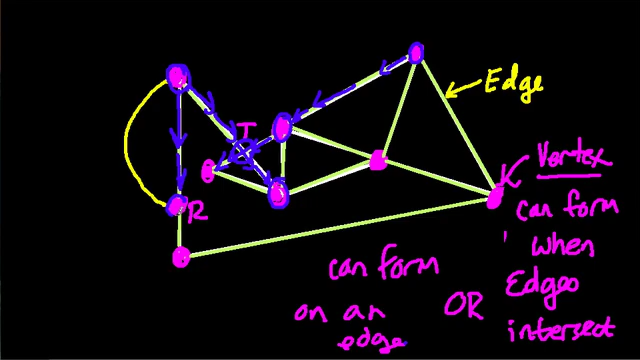 Edge
I
Vertex
R
can form
when
Edges
intersect
can form
on an
edge
OR